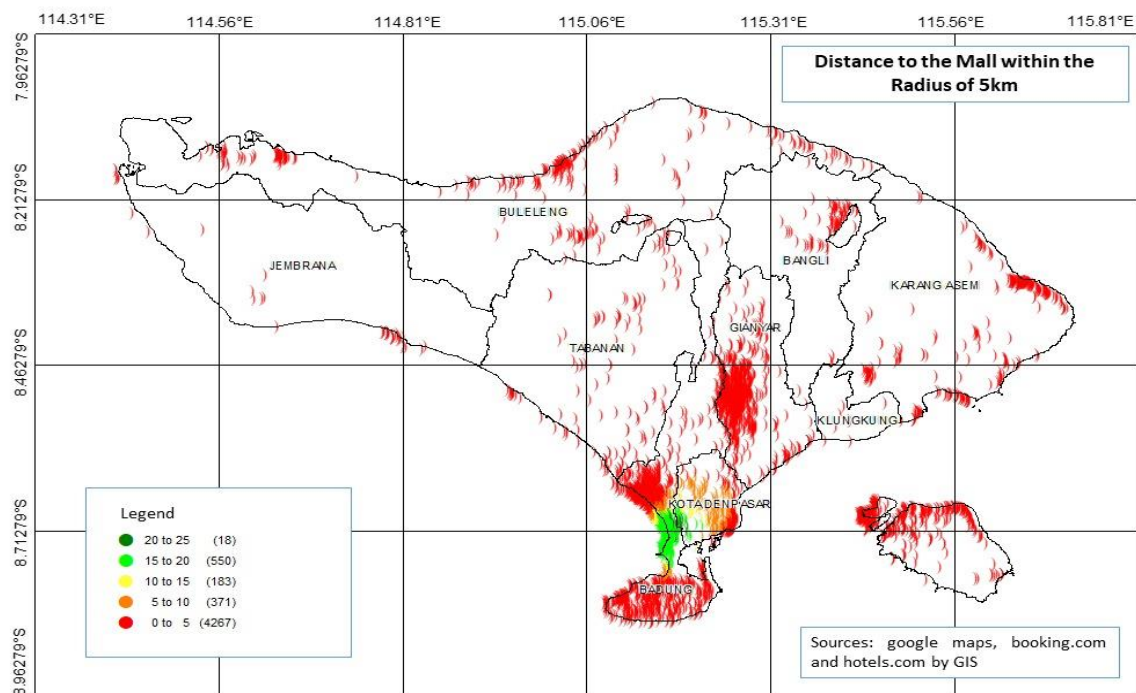 114.31°E 114.56°E 114.81°E 115.06°E 115.31°E 115.56°E 115.81°E
7.96279°S
8.21279°S
8.46279°S
8.71279°S
8.96279°S
Distance to the Mall within the
Radius of 5km
BULELENG
JEMBRANA
BANGLI
KARANG ASEM
GIANYAR
TABANAN
KLUNGKUNG
KOTA DENPASAR
BADUNG
Legend
20 to 25 (18)
15 to 20 (550)
10 to 15 (183)
5 to 10 (371)
0 to 5 (4267)
Sources: google maps, booking.com
and hotels.com by GIS